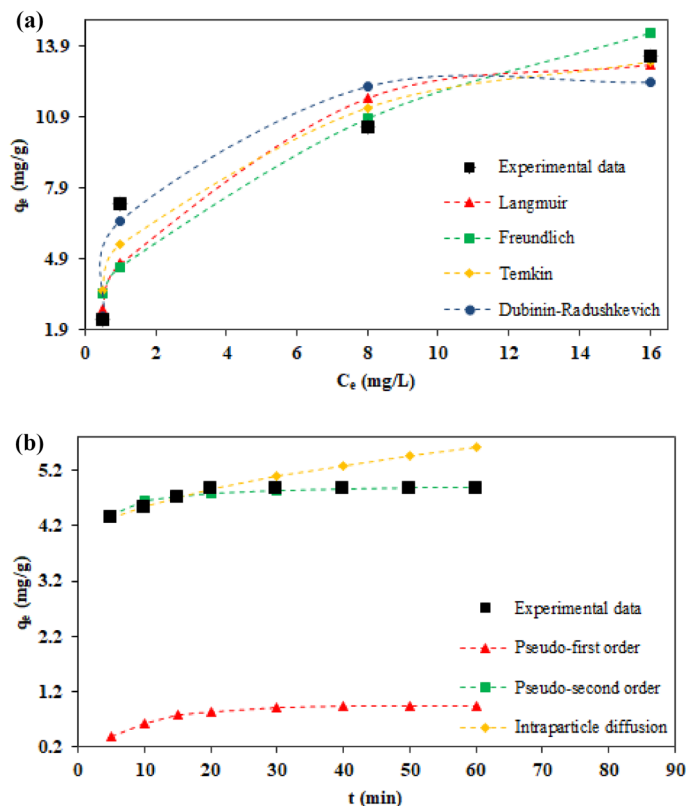 (a)
13.9
10.9
7.9
4.9
1.9
qe (mg/g)
Experimental data
Langmuir
Freundlich
Temkin
Dubinin-Radushkevich
0 2 4 6 8 10 12 14 16
Ce (mg/L)
(b)
5.2
4.2
3.2
2.2
1.2
0.2
qe (mg/g)
Experimental data
Pseudo-first order
Pseudo-second order
Intraparticle diffusion
0 10 20 30 40 50 60 70 80 90
t (min)